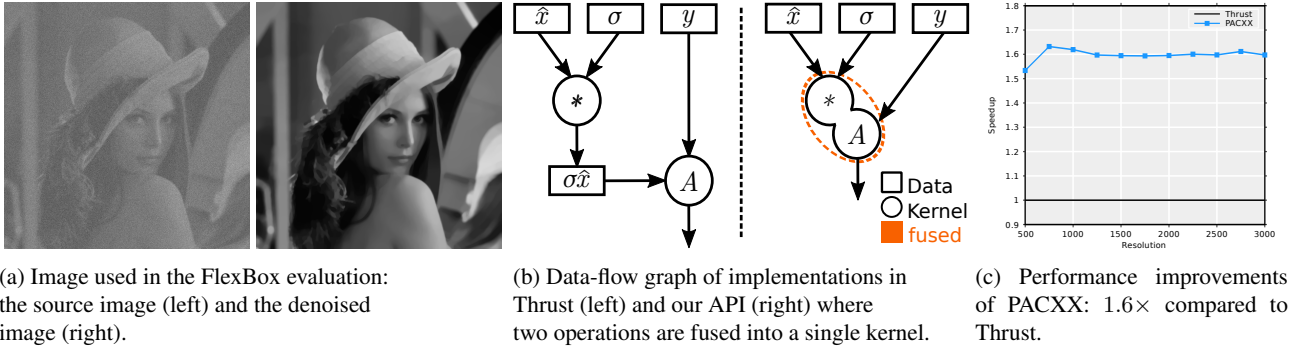 x̂ σ y
*
σx̂ A
x̂ σ y
*
A
Data
Kernel
fused
Thrust
PACXX
Speedup
1.8
1.7
1.6
1.5
1.4
1.3
1.2
1.1
1
0.9
500 1000 1500 2000 2500 3000
Resolution
(a) Image used in the FlexBox evaluation:
the source image (left) and the denoised
image (right).
(b) Data-flow graph of implementations in
Thrust (left) and our API (right) where
two operations are fused into a single kernel.
(c) Performance improvements
of PACXX: 1.6× compared to
Thrust.